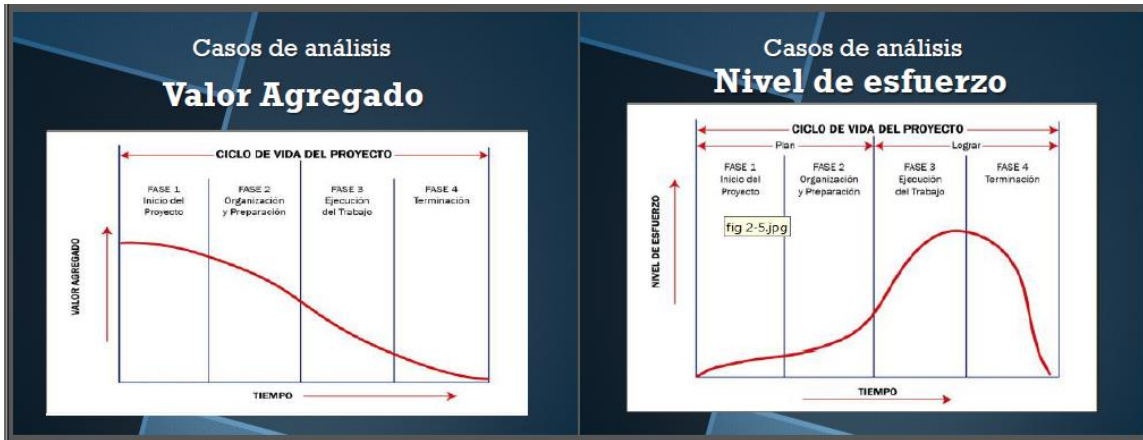 Casos de análisis
Valor Agregado
CICLO DE VIDA DEL PROYECTO
FASE 1
Inicio del
Proyecto
FASE 2
Organización
y Preparación
FASE 3
Ejecución
del Trabajo
FASE 4
Terminación
VALOR AGREGADO
TIEMPO
Casos de análisis
Nivel de esfuerzo
CICLO DE VIDA DEL PROYECTO
Plan
Lograr
FASE 1
Inicio del
Proyecto
FASE 2
Organización
y Preparación
FASE 3
Ejecución
del Trabajo
FASE 4
Terminación
fig 2-5.jpg
NIVEL DE ESFUERZO
TIEMPO